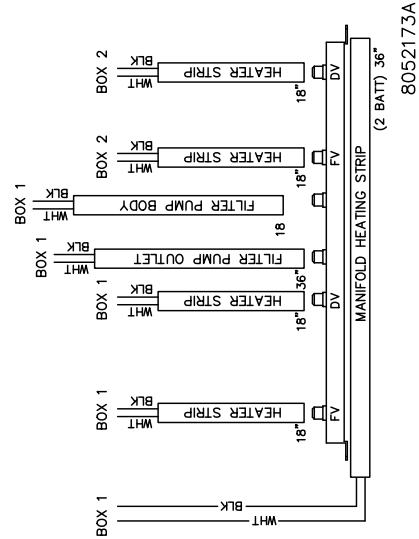 BOX 2
BLK
WHT
HEATER STRIP
18"
DV
BOX 2
BLK
WHT
HEATER STRIP
18"
FV
BOX 1
BLK
WHT
FILTER PUMP BODY
18
BOX 1
BLK
WHT
FILTER PUMP OUTLET
36"
BOX 1
BLK
WHT
HEATER STRIP
18"
DV
BOX 1
BLK
WHT
HEATER STRIP
18"
FV
BOX 1
BLK
WHT
MANIFOLD HEATING STRIP
(2 BATT) 36"
8052173A